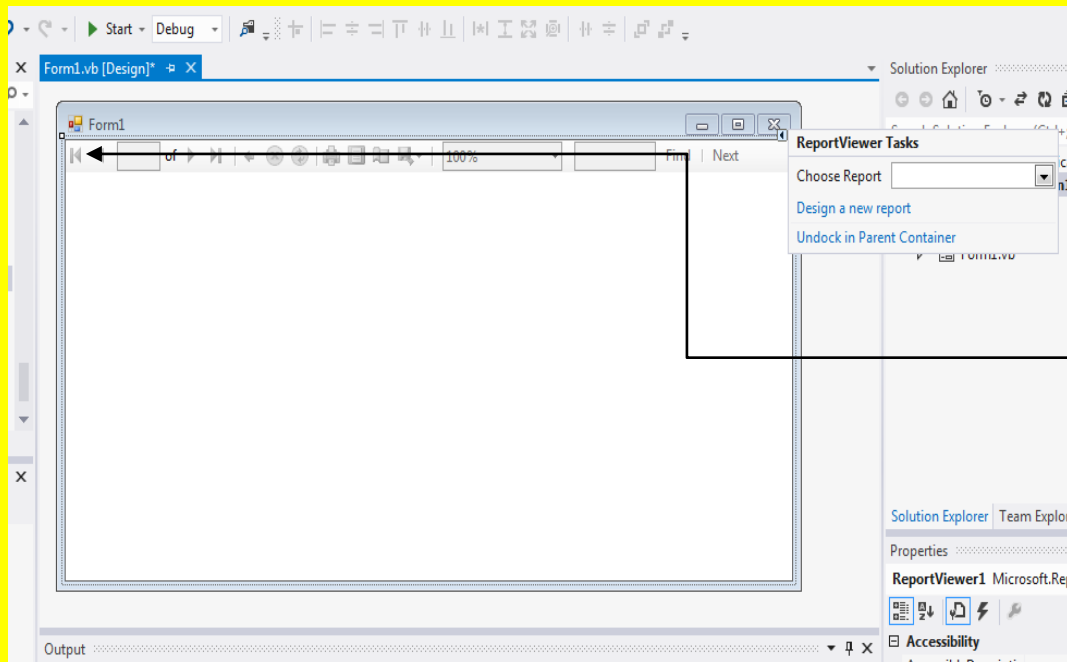 Start Debug
Form1.vb [Design]*
Solution Explorer
Form1
ReportViewer Tasks
of 100% Find Next
Choose Report
Design a new report
Undock in Parent Container
Form1.vb
Solution Explorer Team Explor
Properties
ReportViewer1 Microsoft.Rep
Accessibility
Output